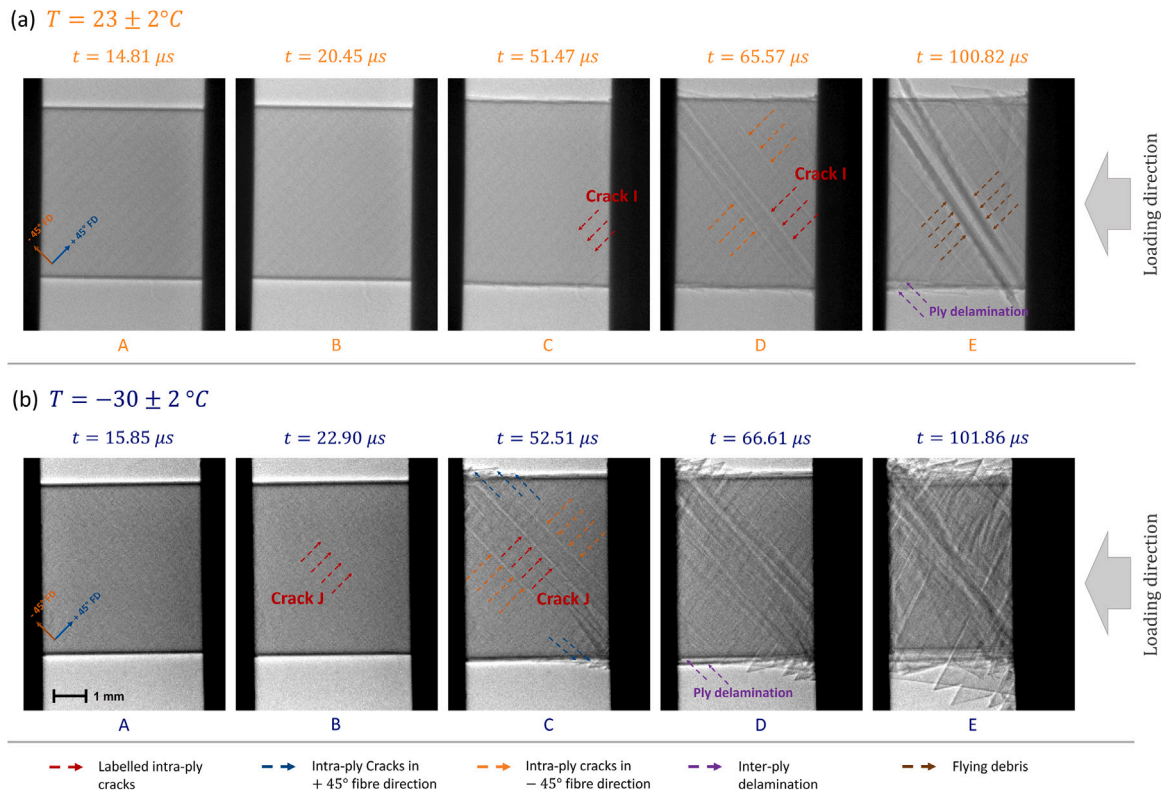 (a) T = 23 ± 2°C
t = 14.81 μs
t = 20.45 μs
t = 51.47 μs
t = 65.57 μs
t = 100.82 μs
- 45° FD
+ 45° FD
Crack I
Crack I
Ply delamination
Loading direction
A
B
C
D
E
(b) T = −30 ± 2 °C
t = 15.85 μs
t = 22.90 μs
t = 52.51 μs
t = 66.61 μs
t = 101.86 μs
- 45° FD
+ 45° FD
1 mm
Crack J
Crack J
Ply delamination
Loading direction
A
B
C
D
E
Labelled intra-ply
cracks
Intra-ply Cracks in
+ 45° fibre direction
Intra-ply cracks in
− 45° fibre direction
Inter-ply
delamination
Flying debris